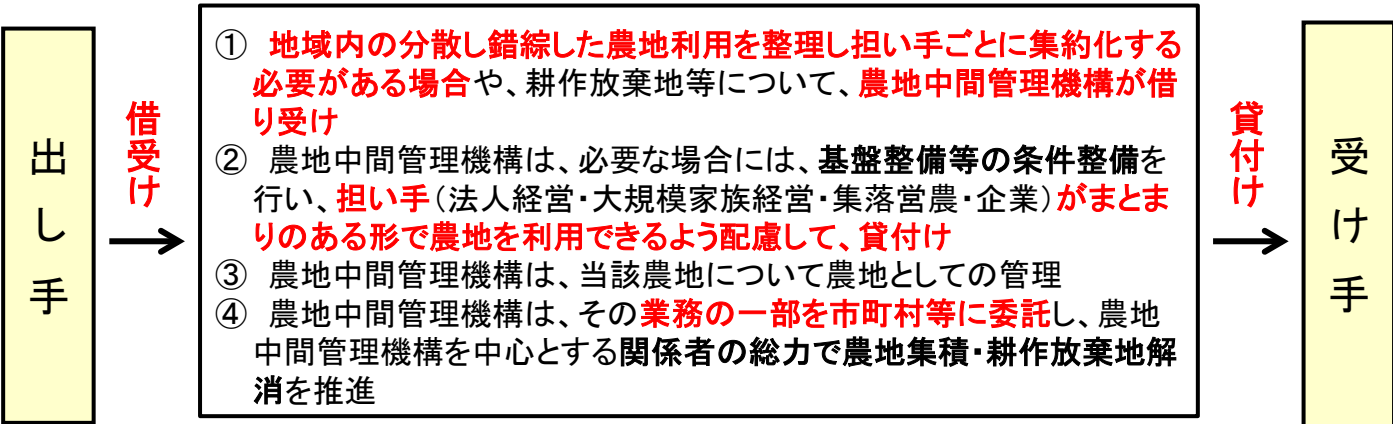 出し手
借受け
① 地域内の分散し錯綜した農地利用を整理し担い手ごとに集約化する
必要がある場合や、耕作放棄地等について、農地中間管理機構が借
り受け
② 農地中間管理機構は、必要な場合には、基盤整備等の条件整備を
行い、担い手（法人経営・大規模家族経営・集落営農・企業）がまとま
りのある形で農地を利用できるよう配慮して、貸付け
③ 農地中間管理機構は、当該農地について農地としての管理
④ 農地中間管理機構は、その業務の一部を市町村等に委託し、農地
中間管理機構を中心とする関係者の総力で農地集積・耕作放棄地解
消を推進
貸付け
受け手